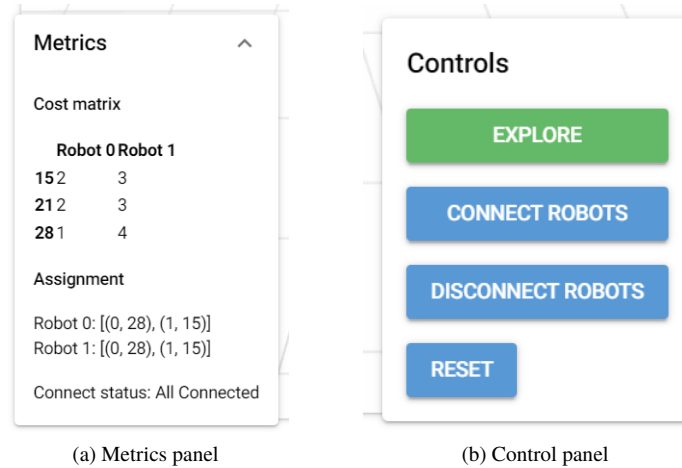 Metrics
Cost matrix
Robot 0 Robot 1
15 2 3
21 2 3
28 1 4
Assignment
Robot 0: [(0, 28), (1, 15)]
Robot 1: [(0, 28), (1, 15)]
Connect status: All Connected
(a) Metrics panel
Controls
EXPLORE
CONNECT ROBOTS
DISCONNECT ROBOTS
RESET
(b) Control panel